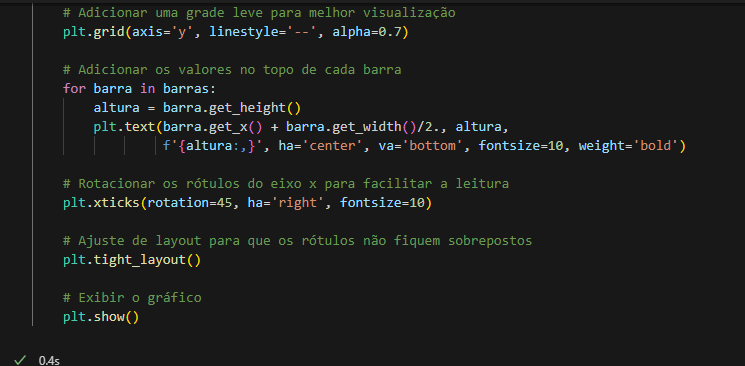 # Adicionar uma grade leve para melhor visualização
plt.grid(axis='y', linestyle='--', alpha=0.7)
# Adicionar os valores no topo de cada barra
for barra in barras:
altura = barra.get_height()
plt.text(barra.get_x() + barra.get_width()/2., altura,
f'{altura:,}', ha='center', va='bottom', fontsize=10, weight='bold')
# Rotacionar os rótulos do eixo x para facilitar a leitura
plt.xticks(rotation=45, ha='right', fontsize=10)
# Ajuste de layout para que os rótulos não fiquem sobrepostos
plt.tight_layout()
# Exibir o gráfico
plt.show()
0.4s